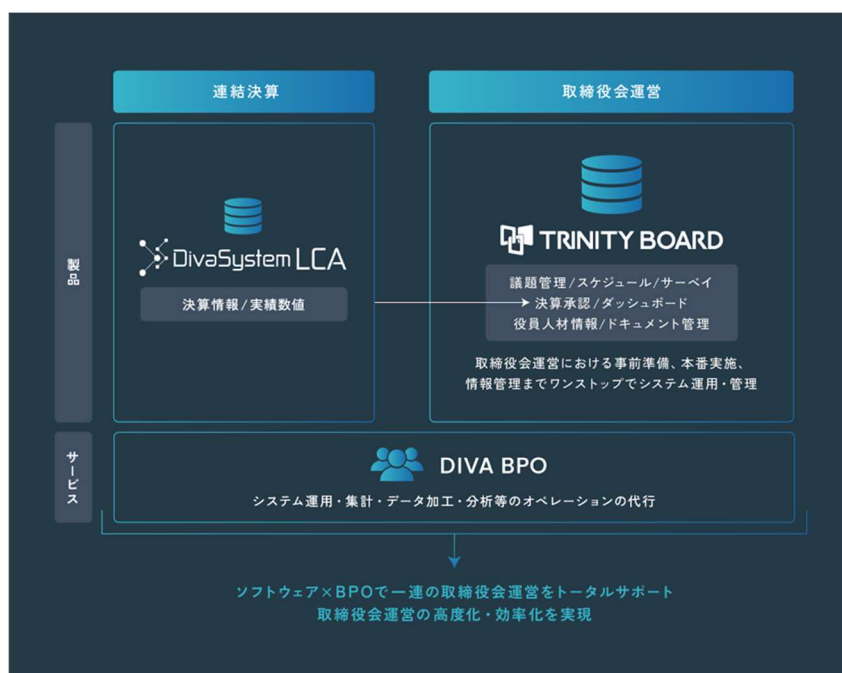 連結決算
取締役会運営
製品
DivaSystem LCA
決算情報/実績数値
TRINITY BOARD
議題管理/スケジュール/サーベイ
決算承認/ダッシュボード
役員人材情報/ドキュメント管理
取締役会運営における事前準備、本番実施、
情報管理までワンストップでシステム運用・管理
サービス
DIVA BPO
システム運用・集計・データ加工・分析等のオペレーションの代行
ソフトウェア×BPOで一連の取締役会運営をトータルサポート
取締役会運営の高度化・効率化を実現